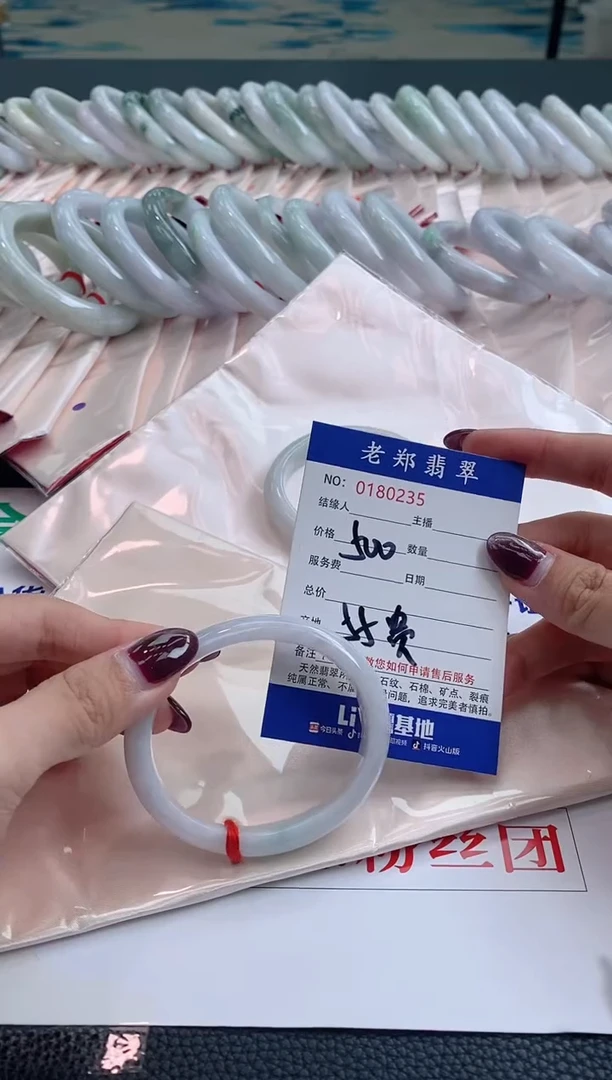 老郑翡翠
NO: 0180235
结缘人 主播
价格 500 数量
服务费 日期
总价
备注 教您如何申请售后服务
天然翡翠 石纹、石棉、矿点、裂痕
纯属正常、不 问题，追求完美者慎拍。
基地
今日头条 抖音火山版
粉丝团